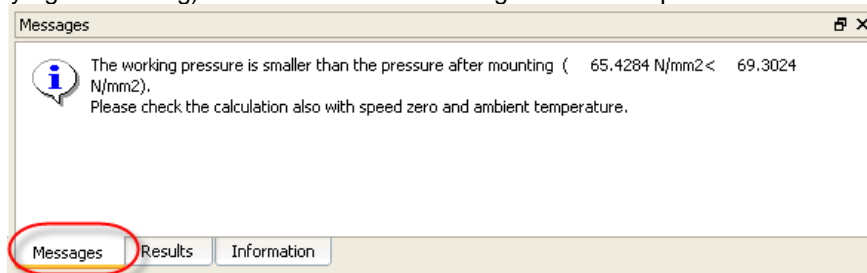 Messages
The working pressure is smaller than the pressure after mounting ( 65.4284 N/mm2< 69.3024
N/mm2).
Please check the calculation also with speed zero and ambient temperature.
Messages Results Information